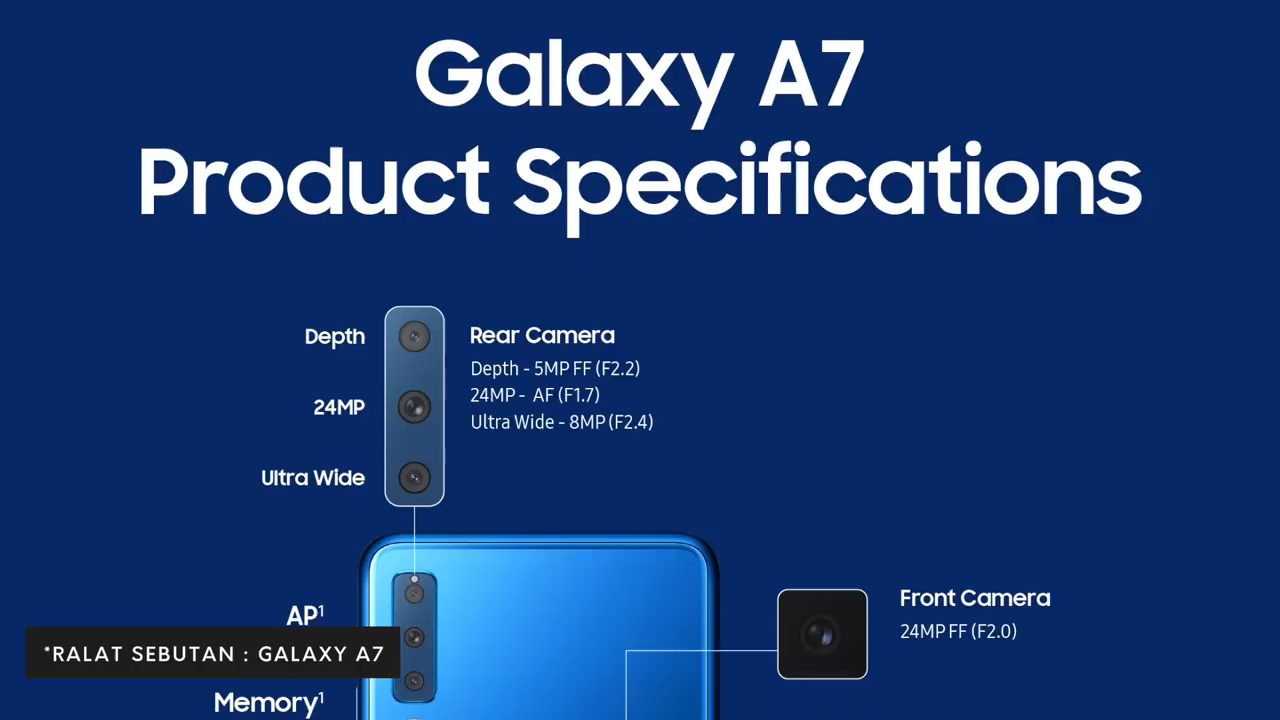 Galaxy A7
Product Specifications
Depth
24MP
Ultra Wide
Rear Camera
Depth - 5MP FF (F2.2)
24MP - AF (F1.7)
Ultra Wide - 8MP (F2.4)
Front Camera
24MP FF (F2.0)
AP¹
*RALAT SEBUTAN : GALAXY A7
Memory¹